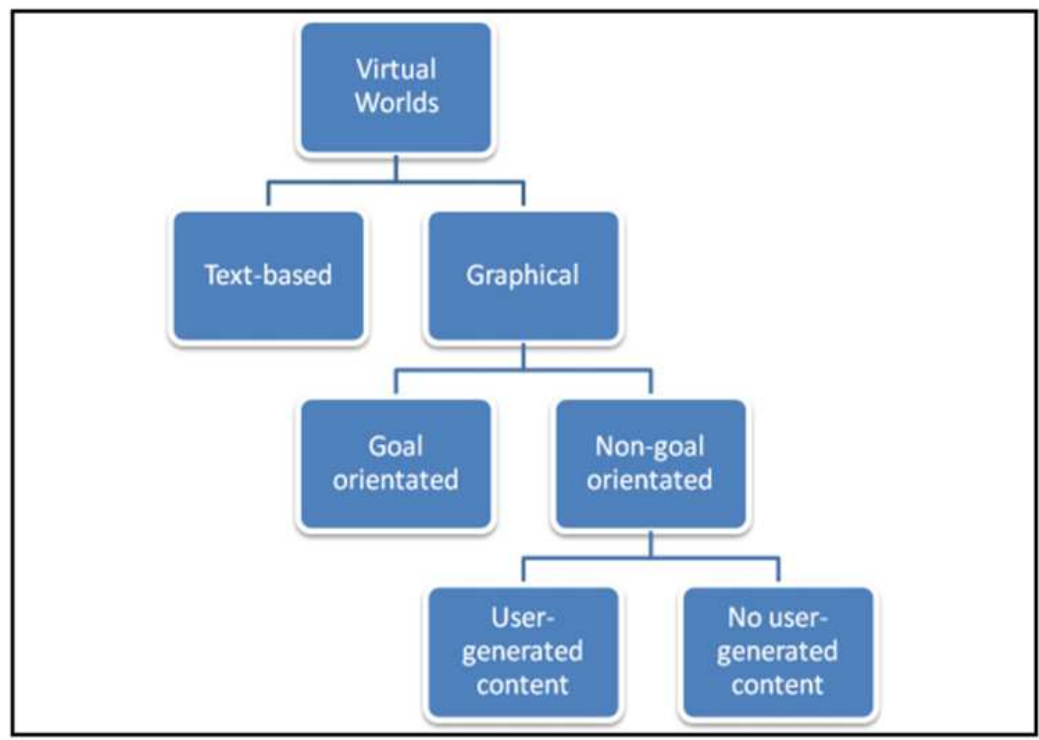 Virtual
Worlds
Text-based
Graphical
Goal
orientated
Non-goal
orientated
User-
generated
content
No user-
generated
content